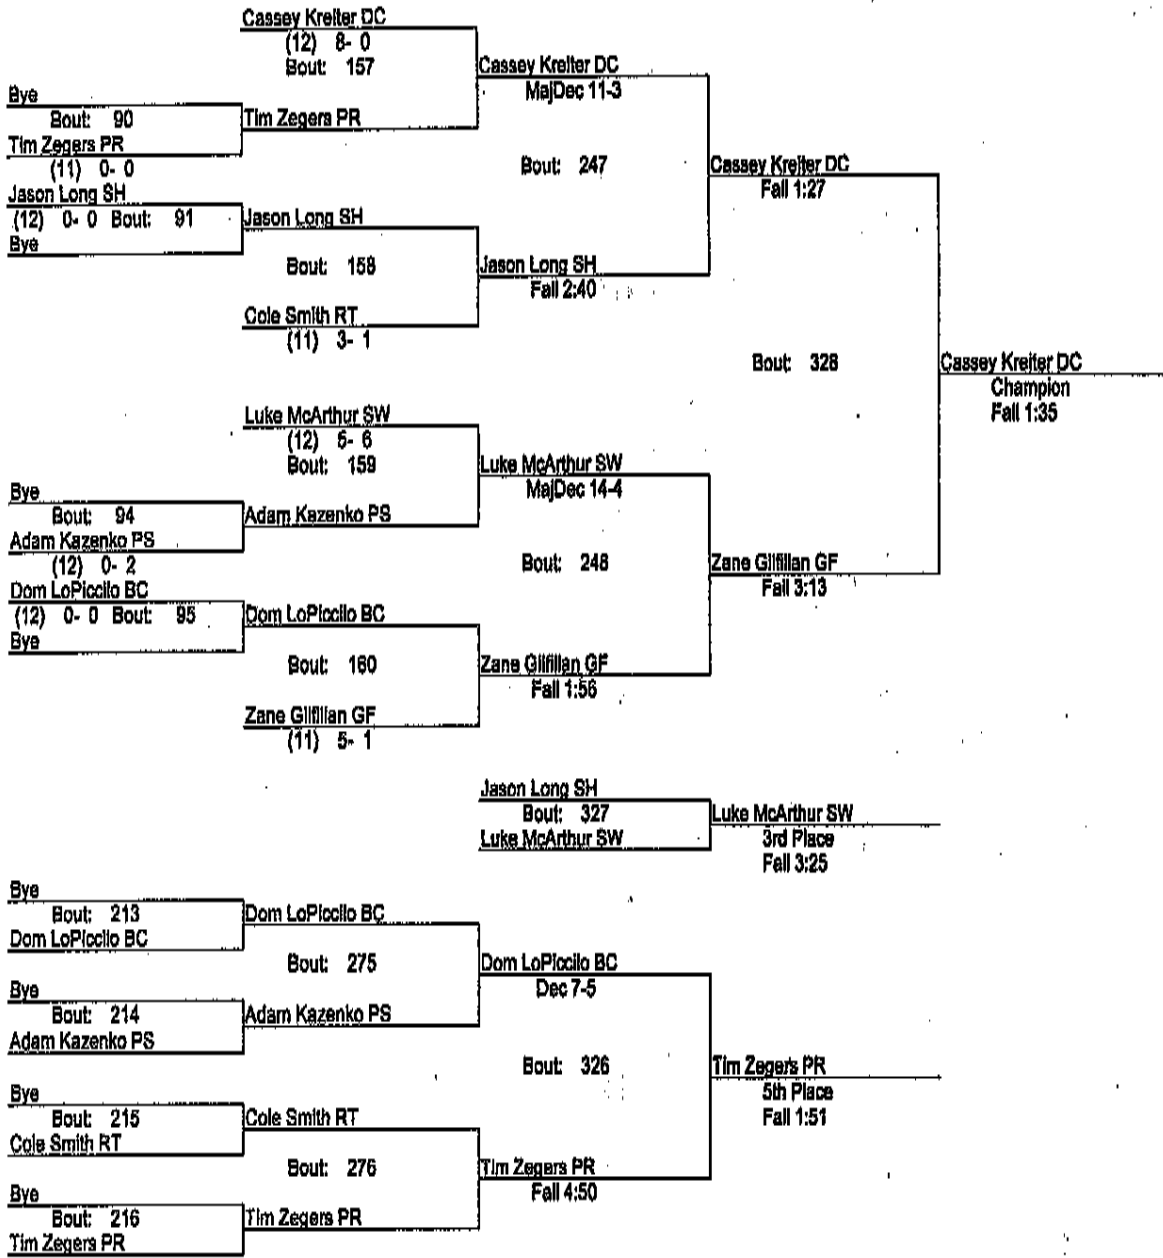 Cassey Kreiter DC
(12) 8- 0
Bout: 157
Cassey Kreiter DC
MajDec 11-3
Bye
Bout: 90
Tim Zegers PR
Tim Zegers PR
(11) 0- 0
Bout: 247
Cassey Kreiter DC
Fall 1:27
Jason Long SH
(12) 0- 0 Bout: 91
Jason Long SH
Bye
Bout: 158
Jason Long SH
Fall 2:40
Cole Smith RT
(11) 3- 1
Bout: 328
Cassey Kreiter DC
Champion
Fall 1:35
Luke McArthur SW
(12) 5- 6
Bout: 159
Luke McArthur SW
MajDec 14-4
Bye
Bout: 94
Adam Kazenko PS
Adam Kazenko PS
(12) 0- 2
Bout: 248
Zane Gilfillan GF
Fall 3:13
Dom LoPiccilo BC
(12) 0- 0 Bout: 95
Dom LoPiccilo BC
Bye
Bout: 160
Zane Gilfillan GF
Fall 1:56
Zane Gilfillan GF
(11) 5- 1
Jason Long SH
Bout: 327
Luke McArthur SW
Luke McArthur SW
3rd Place
Fall 3:25
Bye
Bout: 213
Dom LoPiccilo BC
Dom LoPiccilo BC
Bout: 275
Dom LoPiccilo BC
Dec 7-5
Bye
Bout: 214
Adam Kazenko PS
Adam Kazenko PS
Bout: 326
Tim Zegers PR
5th Place
Fall 1:51
Bye
Bout: 215
Cole Smith RT
Cole Smith RT
Bout: 276
Tim Zegers PR
Fall 4:50
Bye
Bout: 216
Tim Zegers PR
Tim Zegers PR